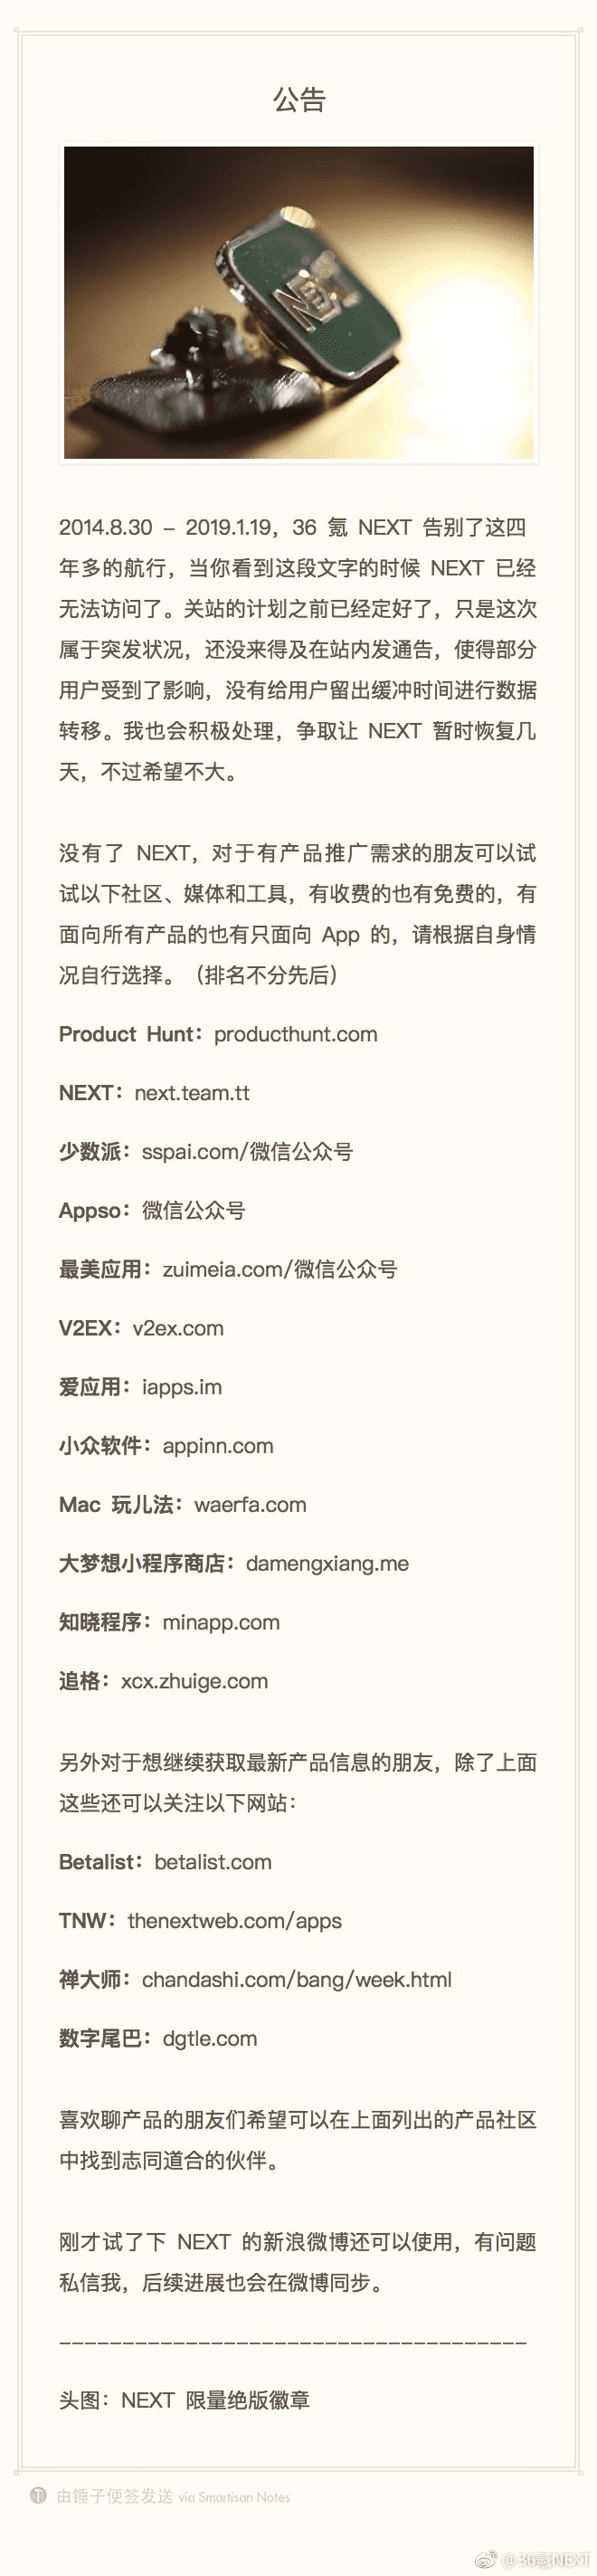 公告
NEXT
2014.8.30 – 2019.1.19，36 氪 NEXT 告别了这四
年多的航行，当你看到这段文字的时候 NEXT 已经
无法访问了。关站的计划之前已经定好了，只是这次
属于突发状况，还没来得及在站内发通告，使得部分
用户受到了影响，没有给用户留出缓冲时间进行数据
转移。我也会积极处理，争取让 NEXT 暂时恢复几
天，不过希望不大。
没有了 NEXT，对于有产品推广需求的朋友可以试
试以下社区、媒体和工具，有收费的也有免费的，有
面向所有产品的也有只面向 App 的，请根据自身情
况自行选择。（排名不分先后）
Product Hunt：producthunt.com
NEXT：next.team.tt
少数派：sspai.com/微信公众号
Appso：微信公众号
最美应用：zuimeia.com/微信公众号
V2EX：v2ex.com
爱应用：iapps.im
小众软件：appinn.com
Mac 玩儿法：waerfa.com
大梦想小程序商店：damengxiang.me
知晓程序：minapp.com
追格：xcx.zhuige.com
另外对于想继续获取最新产品信息的朋友，除了上面
这些还可以关注以下网站：
Betalist：betalist.com
TNW：thenextweb.com/apps
禅大师：chandashi.com/bang/week.html
数字尾巴：dgtle.com
喜欢聊产品的朋友们希望可以在上面列出的产品社区
中找到志同道合的伙伴。
刚才试了下 NEXT 的新浪微博还可以使用，有问题
私信我，后续进展也会在微博同步。
--------------------------------------
头图：NEXT 限量绝版徽章
由锤子便签发送 via Smartisan Notes
@36氪NEXT